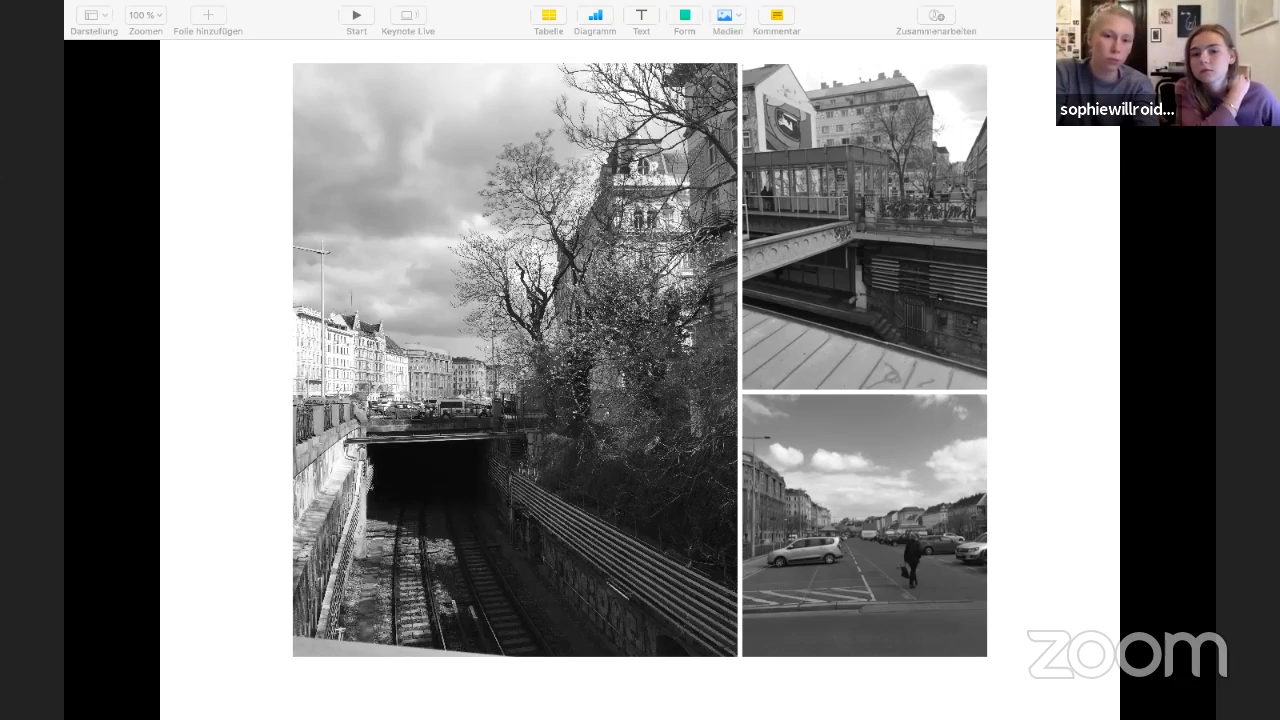 100 %
Darstellung
Zoomen
Folie hinzufügen
Start
Keynote Live
Tabelle
Diagramm
Text
Form
Medien
Kommentar
Zusammenarbeiten
sophiewillroid...
zoom